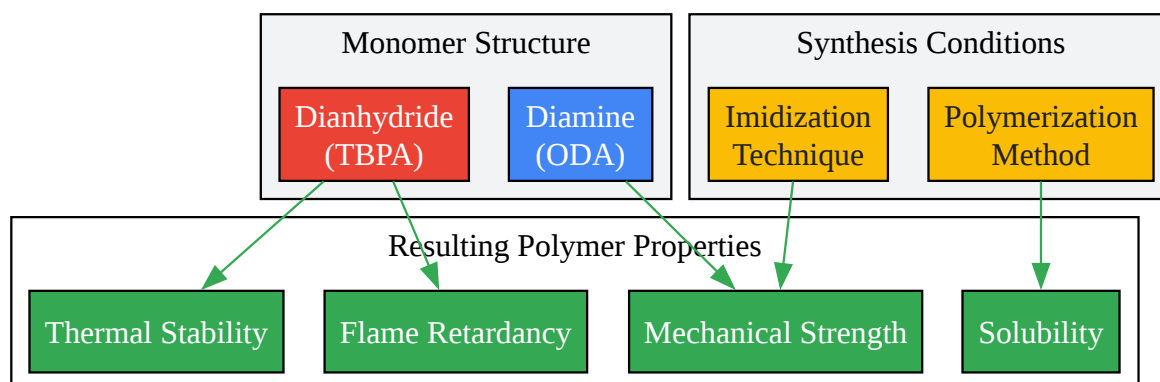 Monomer Structure
Synthesis Conditions
Dianhydride
(TBPA)
Diamine
(ODA)
Imidization
Technique
Polymerization
Method
Resulting Polymer Properties
Thermal Stability
Flame Retardancy
Mechanical Strength
Solubility